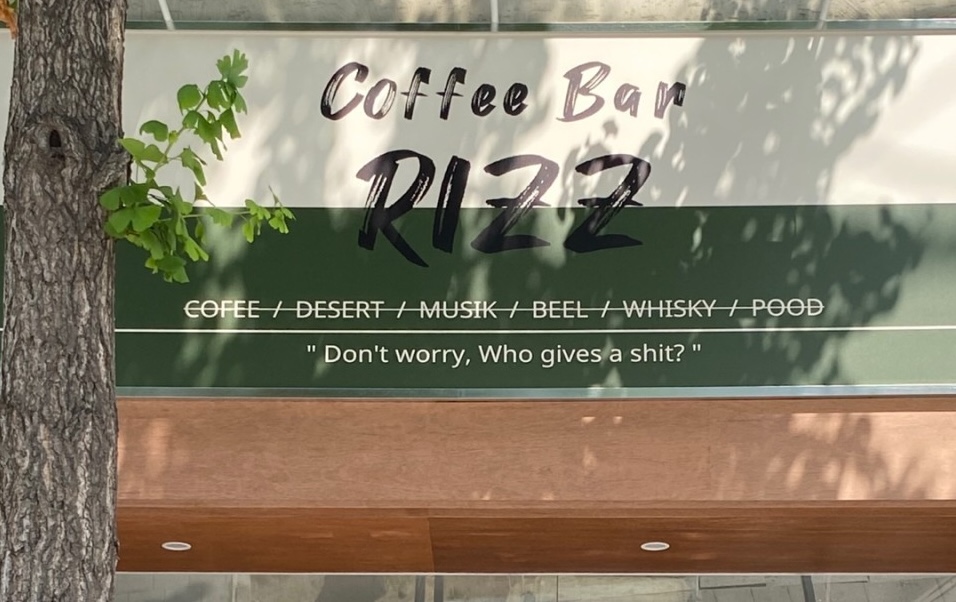 Coffee Bar
RIZZ
COFEE / DESERT / MUSIK / BEEL / WHISKY / POOD
" Don't worry, Who gives a shit? "